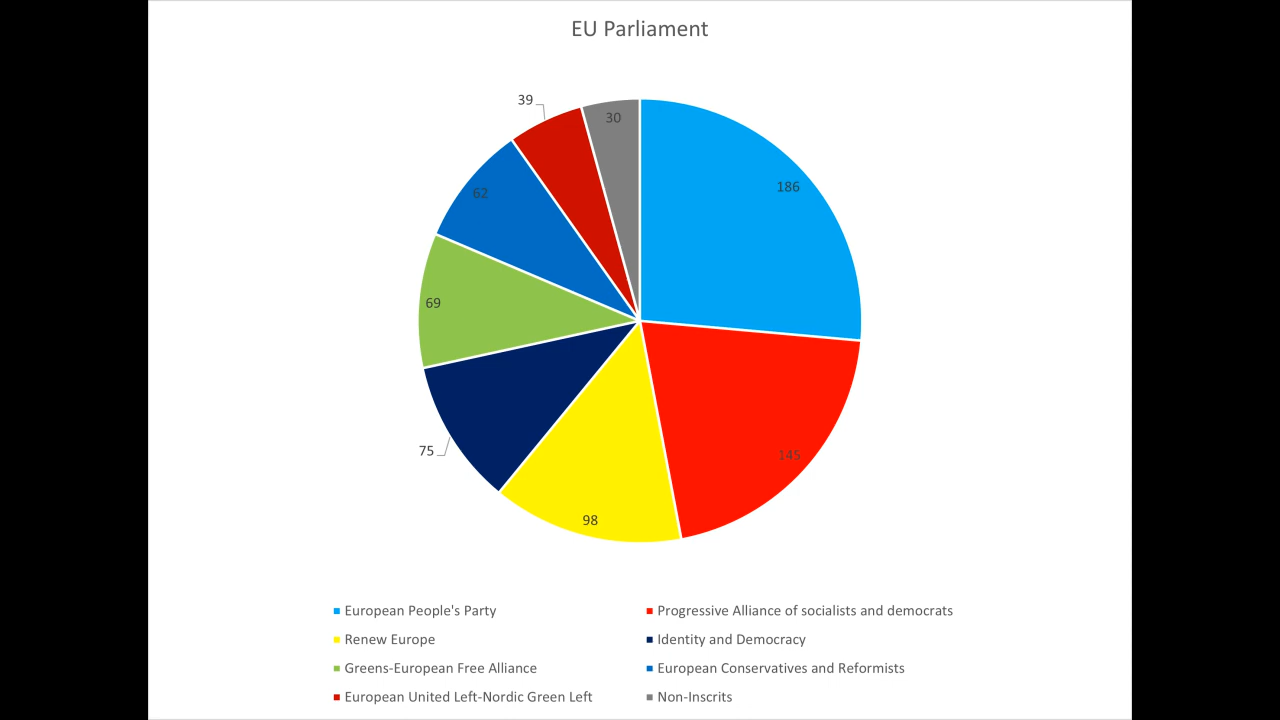 EU Parliament
39
30
186
62
69
75
145
98
European People's Party
Progressive Alliance of socialists and democrats
Renew Europe
Identity and Democracy
Greens-European Free Alliance
European Conservatives and Reformists
European United Left-Nordic Green Left
Non-Inscrits